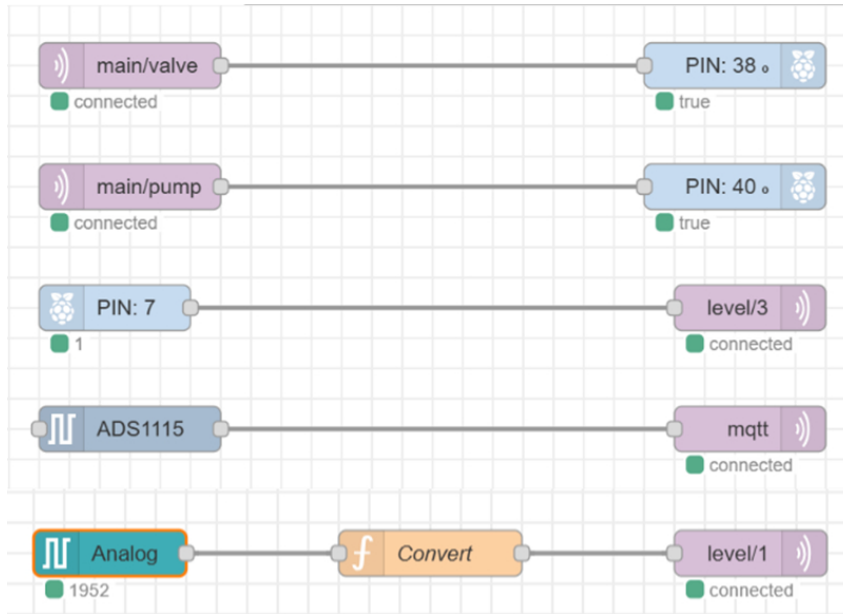 main/valve
PIN: 38
connected
true
main/pump
PIN: 40
connected
true
PIN: 7
level/3
1
connected
ADS1115
mqtt
connected
Analog
Convert
level/1
1952
connected